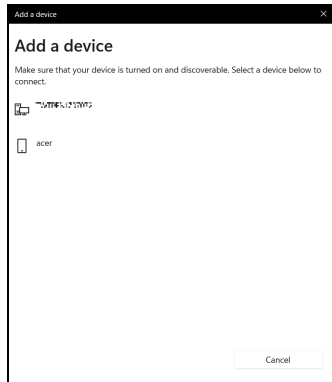 Add a device
Add a device
Make sure that your device is turned on and discoverable. Select a device below to
connect.
acer
Cancel